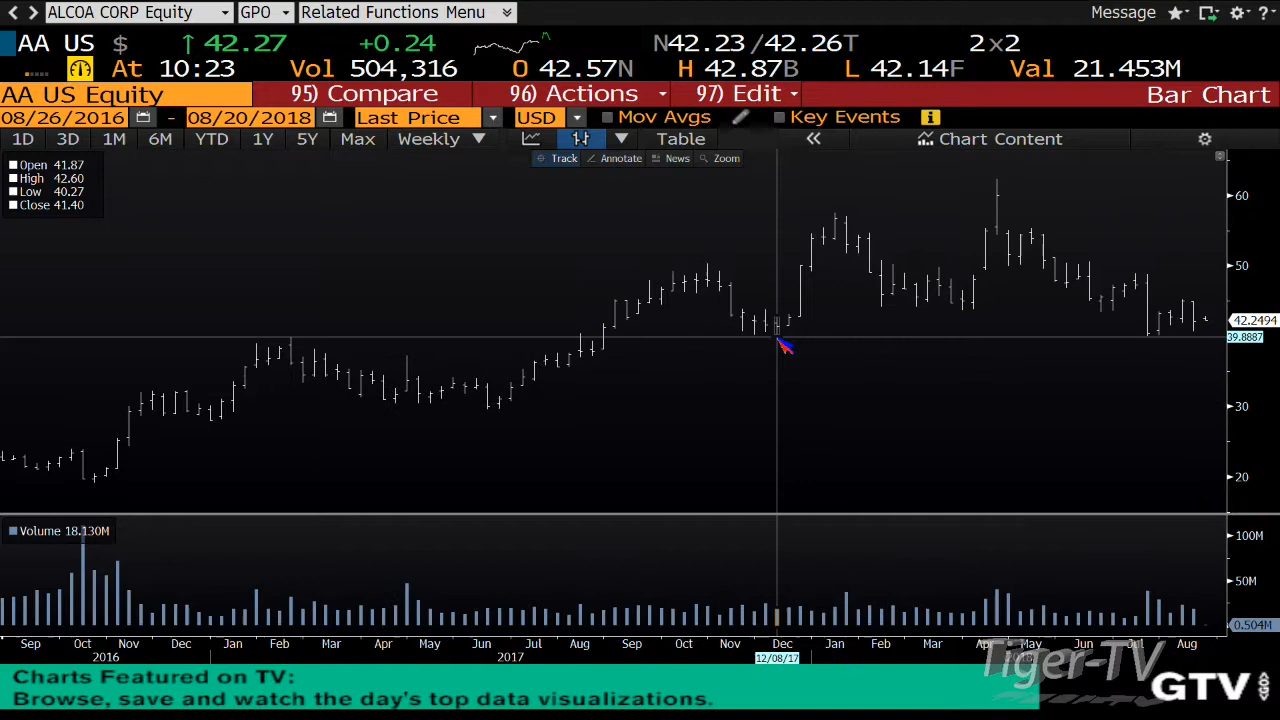 ALCOA CORP Equity GPO Related Functions Menu Message
AA US $ ↑ 42.27 +0.24 N42.23 /42.26T 2x2
At 10:23 Vol 504,316 O 42.57N H 42.87B L 42.14F Val 21.453M
AA US Equity 95) Compare 96) Actions 97) Edit Bar Chart
08/26/2016 - 08/20/2018 Last Price USD Mov Avgs Key Events
1D 3D 1M 6M YTD 1Y 5Y Max Weekly Table « Chart Content
Track Annotate News Zoom
Open 41.87
High 42.60
Low 40.27
Close 41.40
60
50
42.2494
39.8887
30
20
Volume 18.130M
100M
50M
0.504M
Sep Oct Nov Dec Jan Feb Mar Apr May Jun Jul Aug Sep Oct Nov Dec Jan Feb Mar Apr May Jun Jul Aug
2016 2017 12/08/17 2018
Tiger-TV
Charts Featured on TV:
Browse, save and watch the day's top data visualizations.
GTV